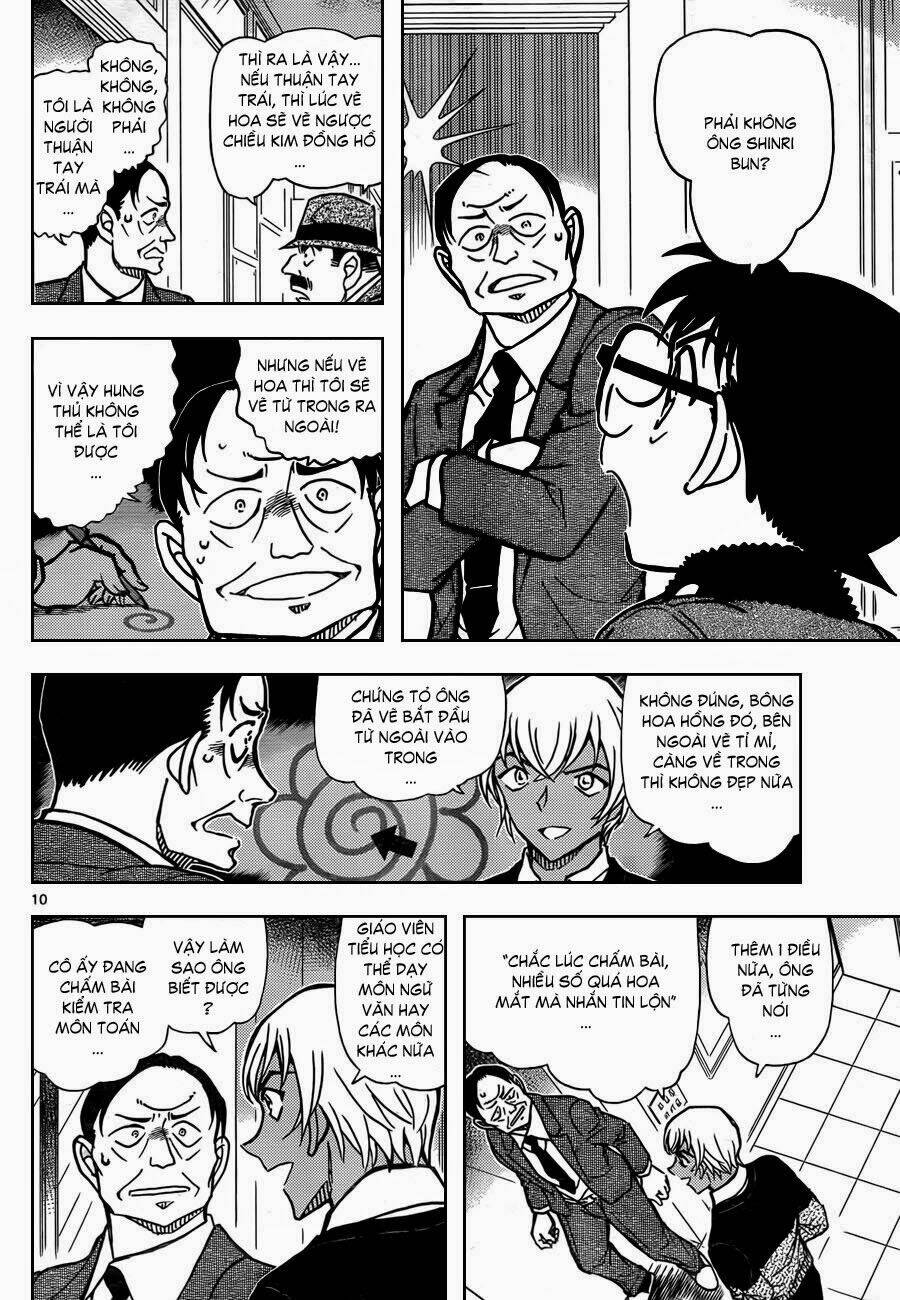 PHẢI KHÔNG
ÔNG SHINRI
BUN?
THÌ RA LÀ VẬY...
NẾU THUẬN TAY
TRÁI, THÌ LÚC VẼ
HOA SẼ VẼ NGƯỢC
CHIỀU KIM ĐỒNG HỒ
...
KHÔNG,
KHÔNG,
KHÔNG
PHẢI
...
TÔI LÀ
NGƯỜI
THUẬN
TAY
TRÁI MÀ
...
NHƯNG NẾU VẼ
HOA THÌ TÔI SẼ
VẼ TỪ TRONG RA
NGOÀI!
VÌ VẬY HUNG
THỦ KHÔNG
THỂ LÀ TÔI
ĐƯỢC
...
KHÔNG ĐÚNG, BÔNG
HOA HỒNG ĐÓ, BÊN
NGOÀI VẼ TỈ MỈ,
CÀNG VỀ TRONG
THÌ KHÔNG ĐẸP NỮA
...
CHỨNG TỎ ÔNG
ĐÃ VẼ BẮT ĐẦU
TỪ NGOÀI VÀO
TRONG
...
10
THÊM 1 ĐIỀU
NỮA, ÔNG
ĐÃ TỪNG
NÓI
...
“CHẮC LÚC CHẤM BÀI,
NHIỀU SỐ QUÁ HOA
MẮT MÀ NHẮN TIN LỘN”
...
GIÁO VIÊN
TIỂU HỌC CÓ
THỂ DẠY
MÔN NGỮ
VĂN HAY
CÁC MÔN
KHÁC NỮA
...
VẬY LÀM
SAO ÔNG
BIẾT ĐƯỢC
?
CÔ ẤY ĐANG
CHẤM BÀI
KIỂM TRA
MÔN TOÁN
...